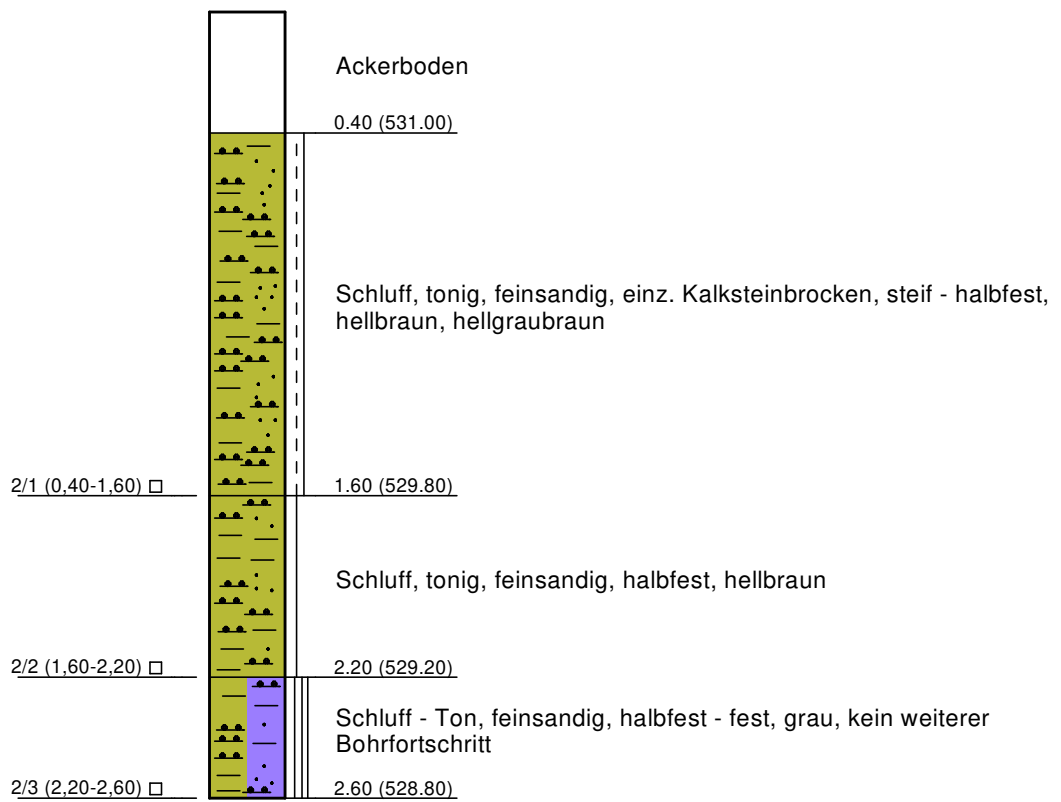 Ackerboden
0.40 (531.00)
Schluff, tonig, feinsandig, einz. Kalksteinbrocken, steif - halbfest,
hellbraun, hellgraubraun
2/1 (0,40-1,60)
1.60 (529.80)
Schluff, tonig, feinsandig, halbfest, hellbraun
2/2 (1,60-2,20)
2.20 (529.20)
Schluff - Ton, feinsandig, halbfest - fest, grau, kein weiterer
Bohrfortschritt
2/3 (2,20-2,60)
2.60 (528.80)